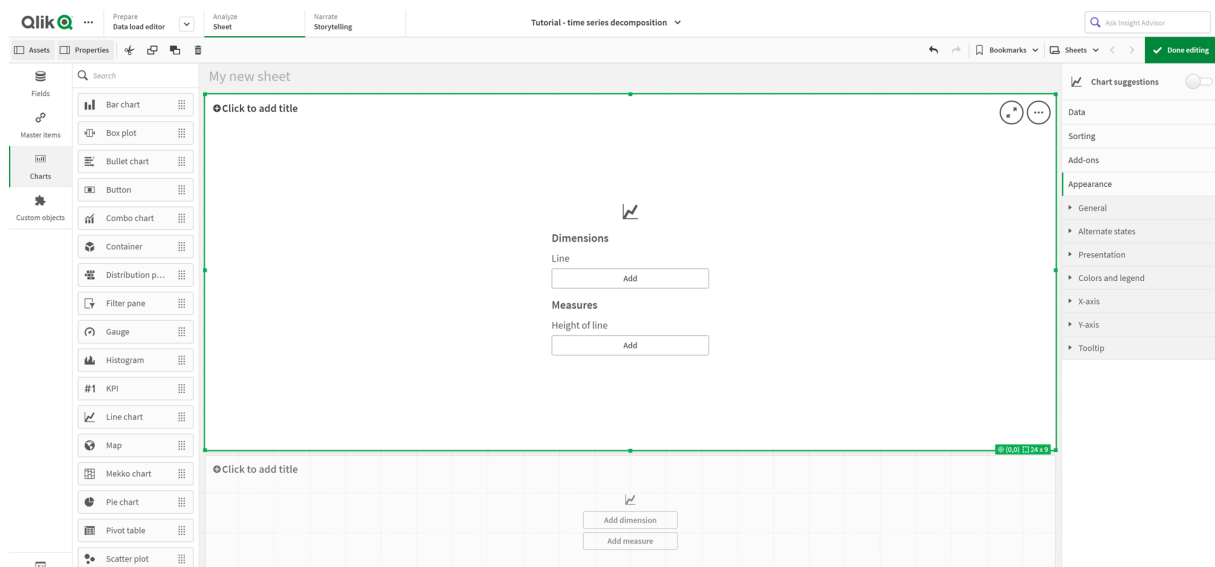 Qlik
Prepare
Data load editor
Analyze
Sheet
Narrate
Storytelling
Tutorial - time series decomposition
Ask Insight Advisor
Assets
Properties
Bookmarks
Sheets
Done editing
Fields
Master items
Charts
Custom objects
Search
Bar chart
Box plot
Bullet chart
Button
Combo chart
Container
Distribution p...
Filter pane
Gauge
Histogram
#1 KPI
Line chart
Map
Mekko chart
Pie chart
Pivot table
Scatter plot
My new sheet
Click to add title
Dimensions
Line
Add
Measures
Height of line
Add
(0,0) 24 x 9
Click to add title
Add dimension
Add measure
Chart suggestions
Data
Sorting
Add-ons
Appearance
General
Alternate states
Presentation
Colors and legend
X-axis
Y-axis
Tooltip